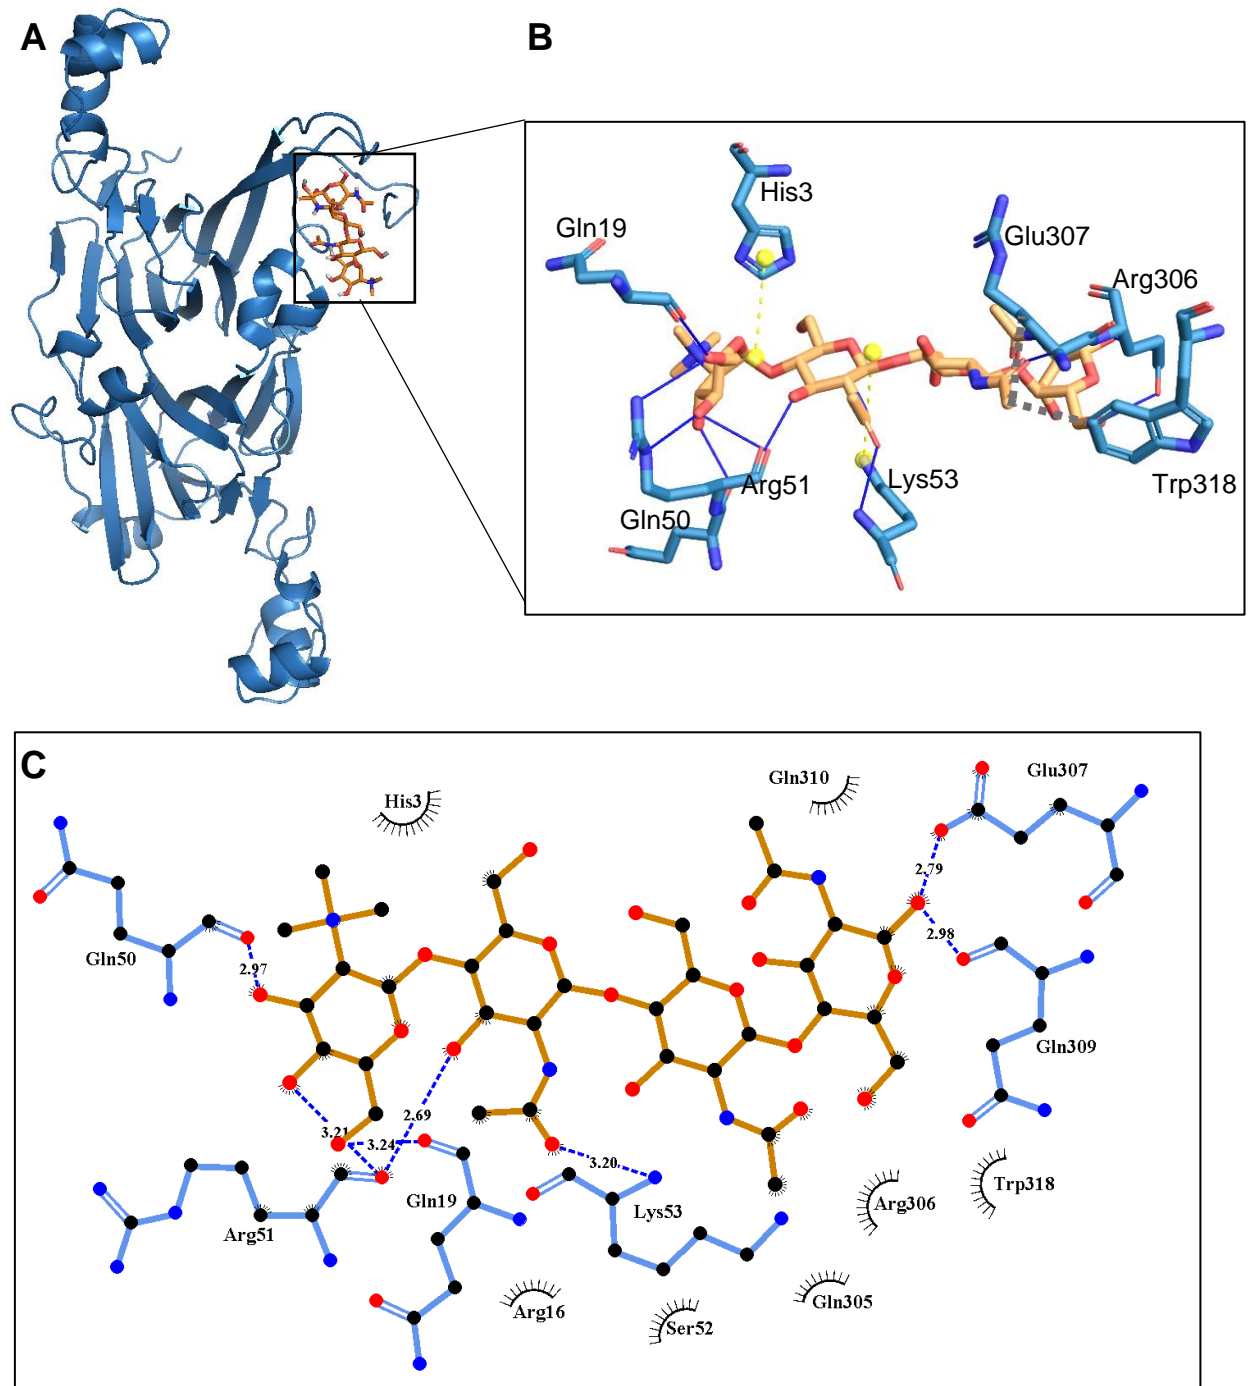 A
B
His3
Gln19
Glu307
Arg306
Arg51
Lys53
Trp318
Gln50
C
Gln310
Glu307
His3
2.79
2.98
Gln50
2.97
Gln309
2.69
3.21
3.24
3.20
Trp318
Gln19
Lys53
Arg306
Arg51
Gln305
Arg16
Ser52